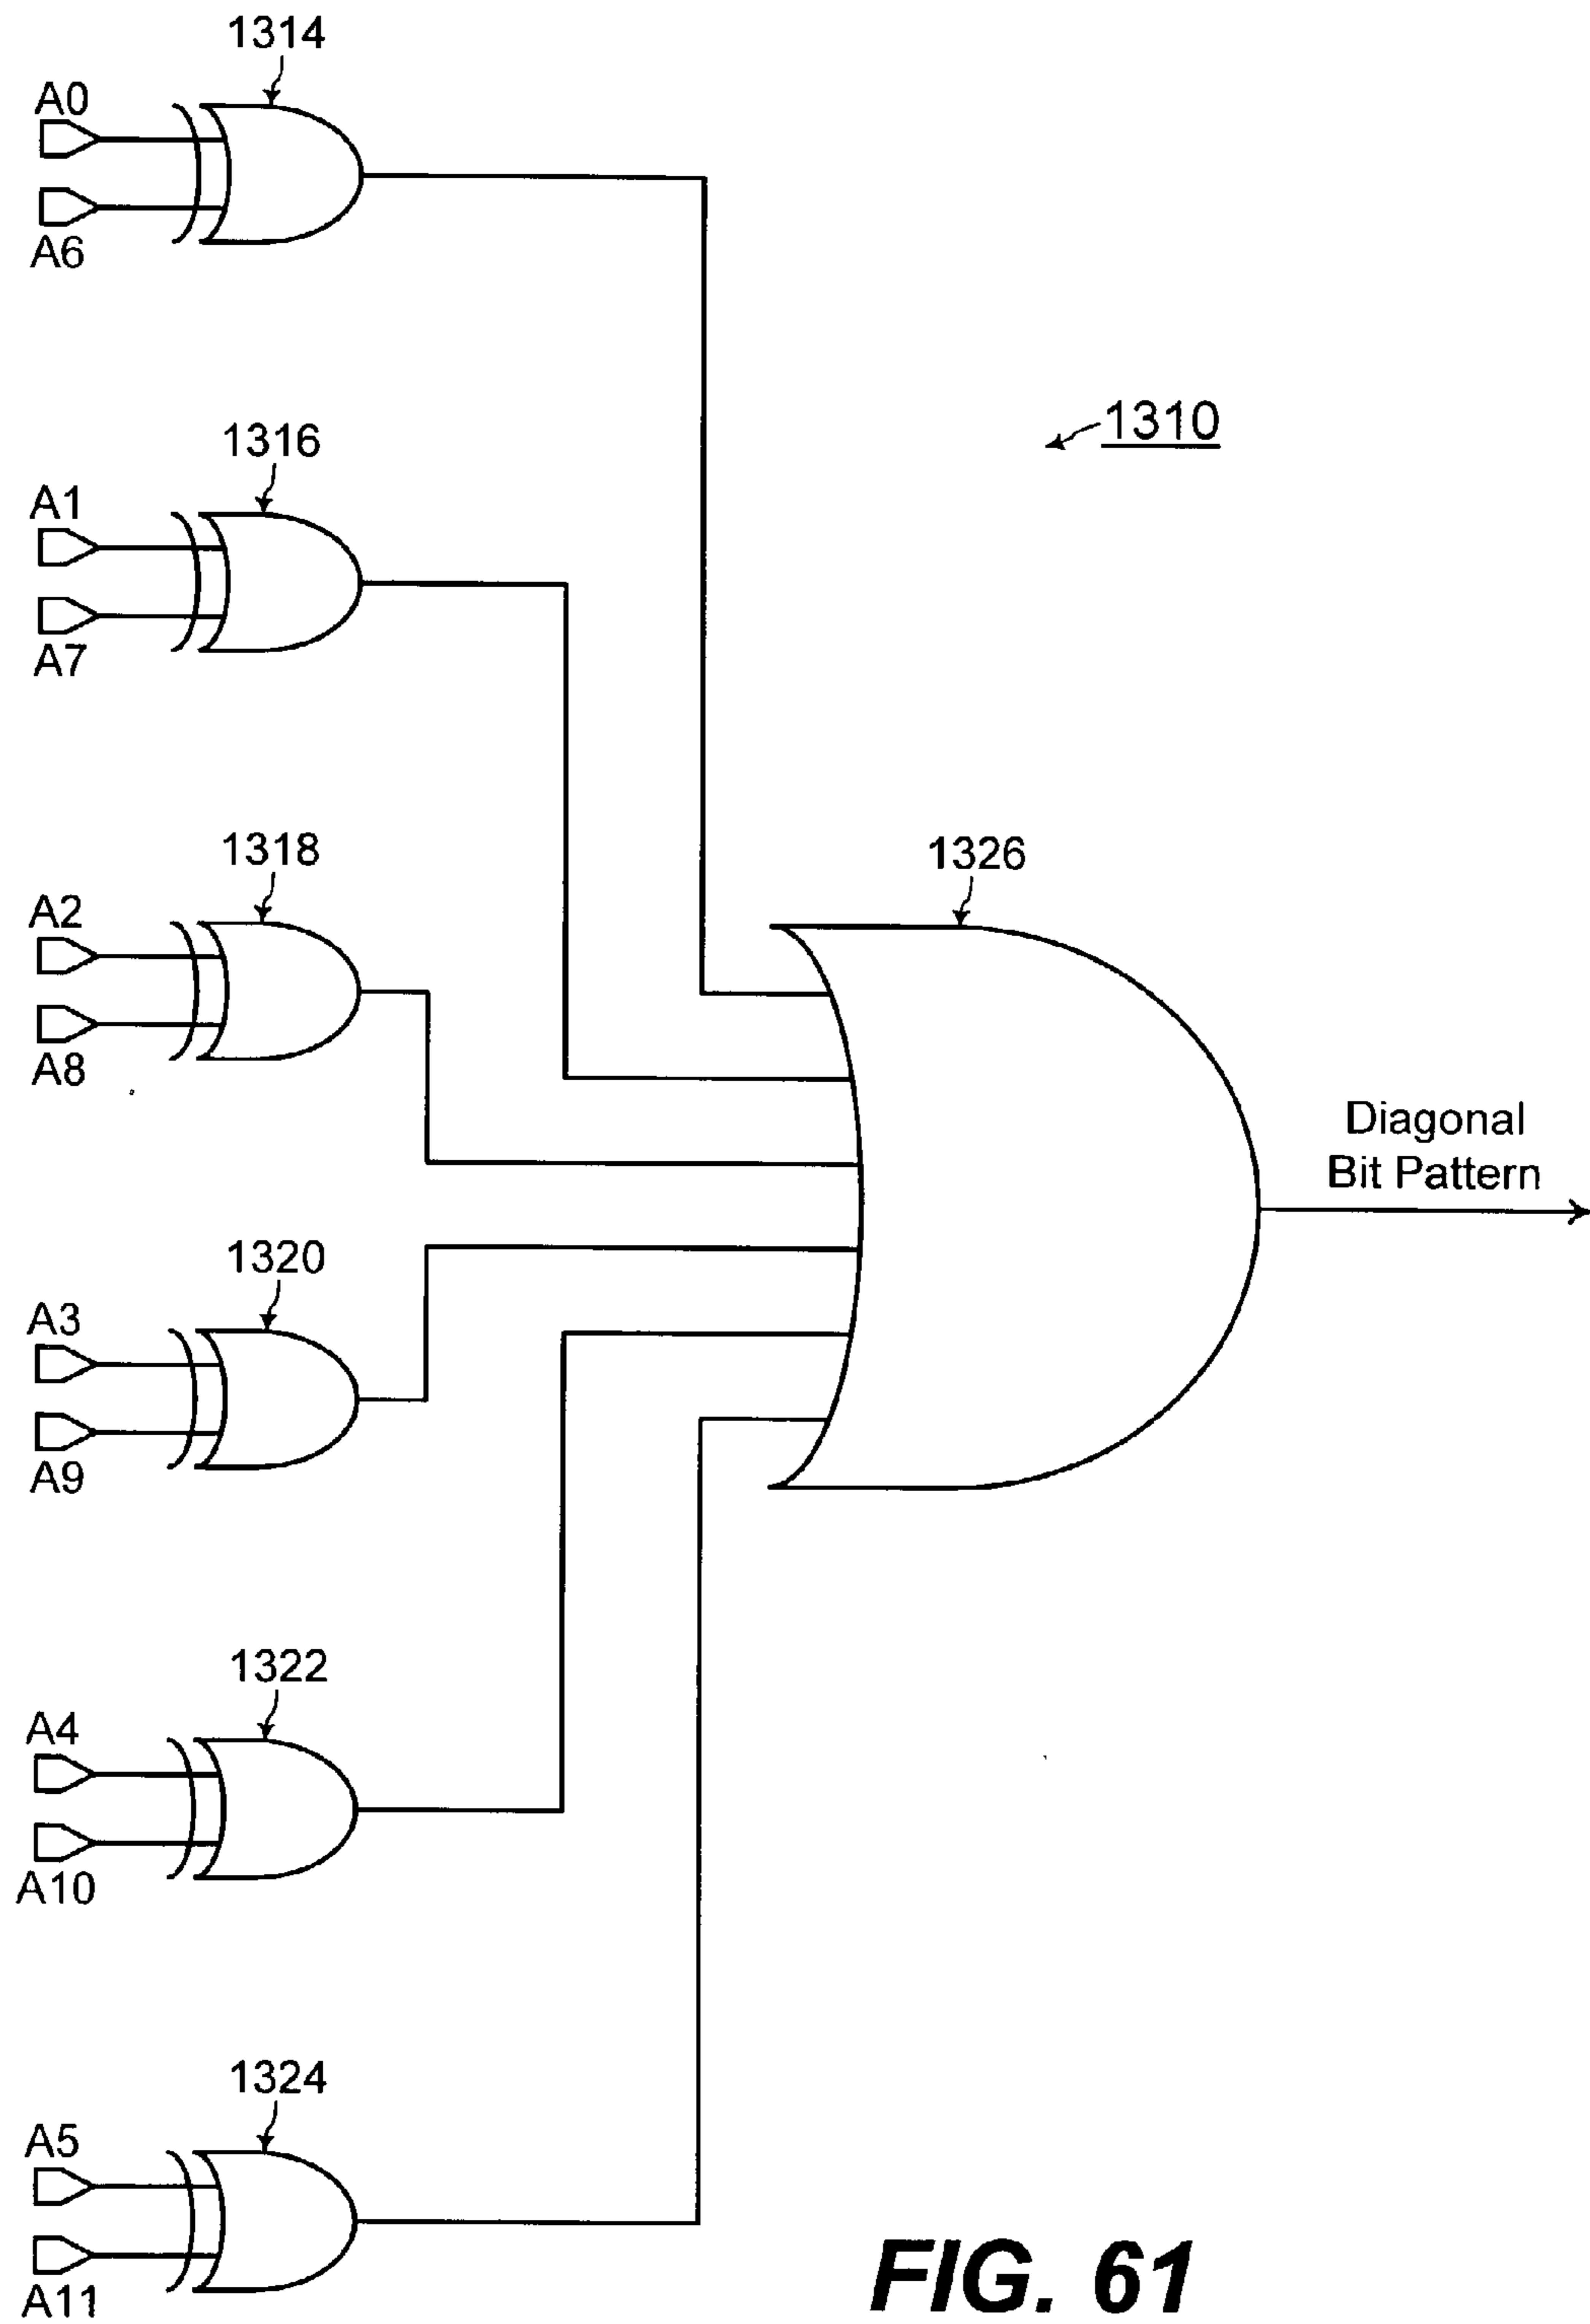 1314
A0
A6
1310
1316
A1
A7
1318
A2
A8
1326
Diagonal
Bit Pattern
1320
A3
A9
1322
A4
A10
1324
A5
A11
FIG. 61